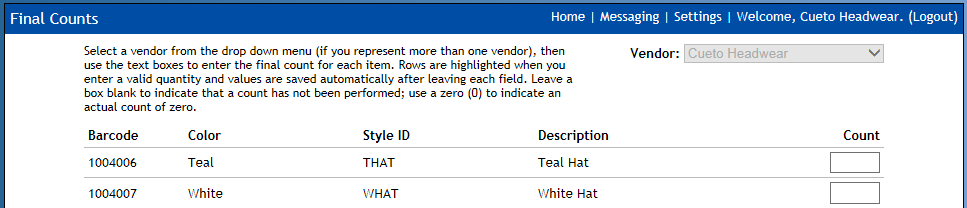 Final Counts Home | Messaging | Settings | Welcome, Cueto Headwear. (Logout)
Select a vendor from the drop down menu (if you represent more than one vendor), then
use the text boxes to enter the final count for each item. Rows are highlighted when you
enter a valid quantity and values are saved automatically after leaving each field. Leave a
box blank to indicate that a count has not been performed; use a zero (0) to indicate an
actual count of zero.
Vendor: Cueto Headwear
Barcode Color Style ID Description Count
1004006 Teal THAT Teal Hat
1004007 White WHAT White Hat